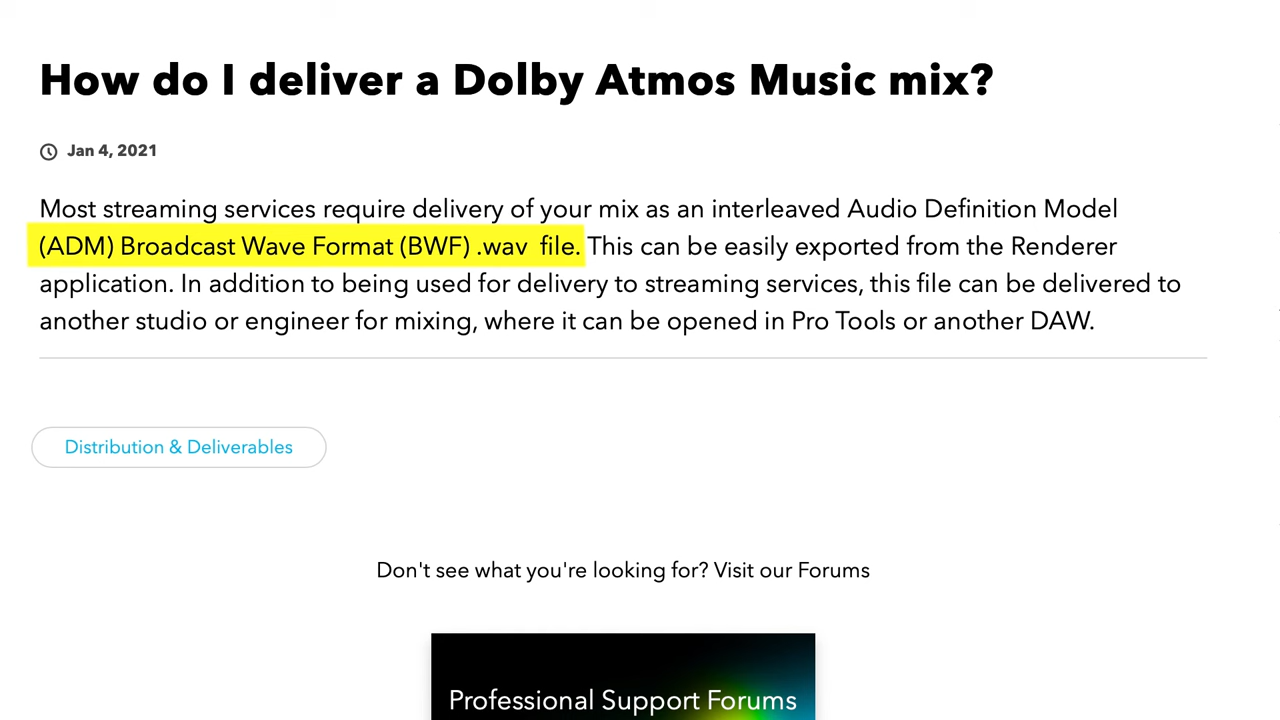 How do I deliver a Dolby Atmos Music mix?
Jan 4, 2021
Most streaming services require delivery of your mix as an interleaved Audio Definition Model
(ADM) Broadcast Wave Format (BWF) .wav  file. This can be easily exported from the Renderer
application. In addition to being used for delivery to streaming services, this file can be delivered to
another studio or engineer for mixing, where it can be opened in Pro Tools or another DAW.
Distribution & Deliverables
Don't see what you're looking for? Visit our Forums
Professional Support Forums